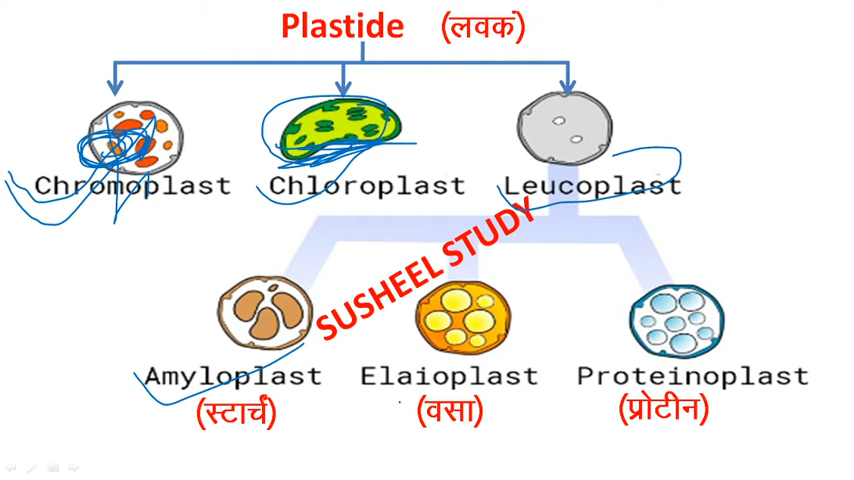 Plastide (लवक)
Chromoplast Chloroplast Leucoplast
SUSHEEL STUDY
Amyloplast Elaioplast Proteinoplast
(स्टार्च) (वसा) (प्रोटीन)